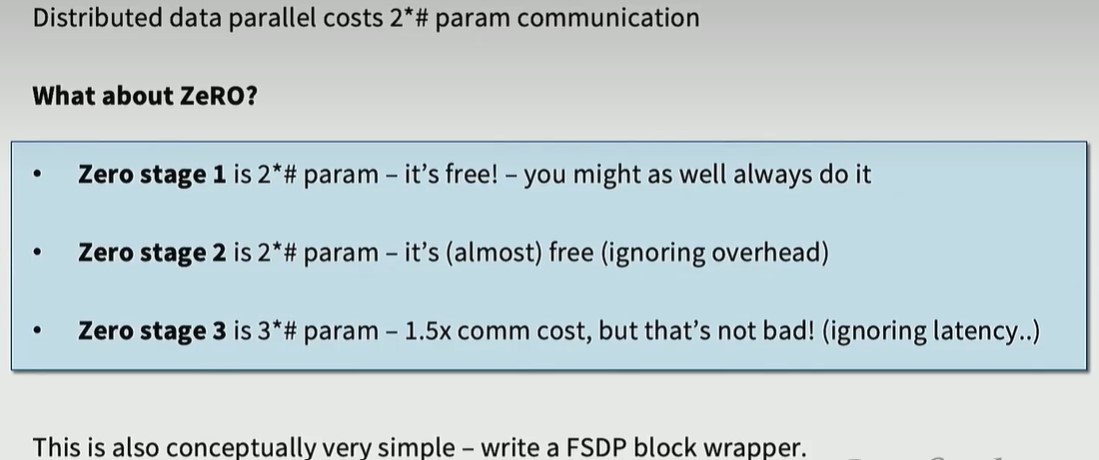 Distributed data parallel costs 2*# param communication
What about ZeRO?
• Zero stage 1 is 2*# param – it's free! – you might as well always do it
• Zero stage 2 is 2*# param – it's (almost) free (ignoring overhead)
• Zero stage 3 is 3*# param – 1.5x comm cost, but that's not bad! (ignoring latency..)
This is also conceptually very simple – write a FSDP block wrapper.